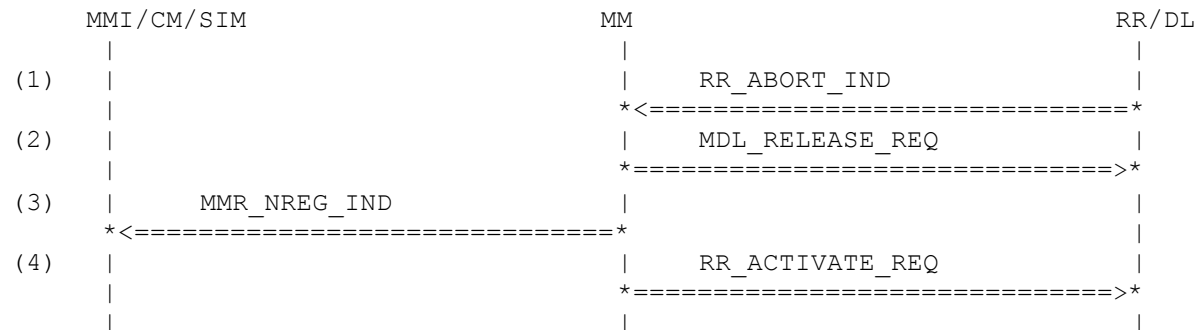 MMI/CM/SIM MM RR/DL
(1) RR_ABORT_IND
(2) MDL_RELEASE_REQ
(3) MMR_NREG_IND
(4) RR_ACTIVATE_REQ